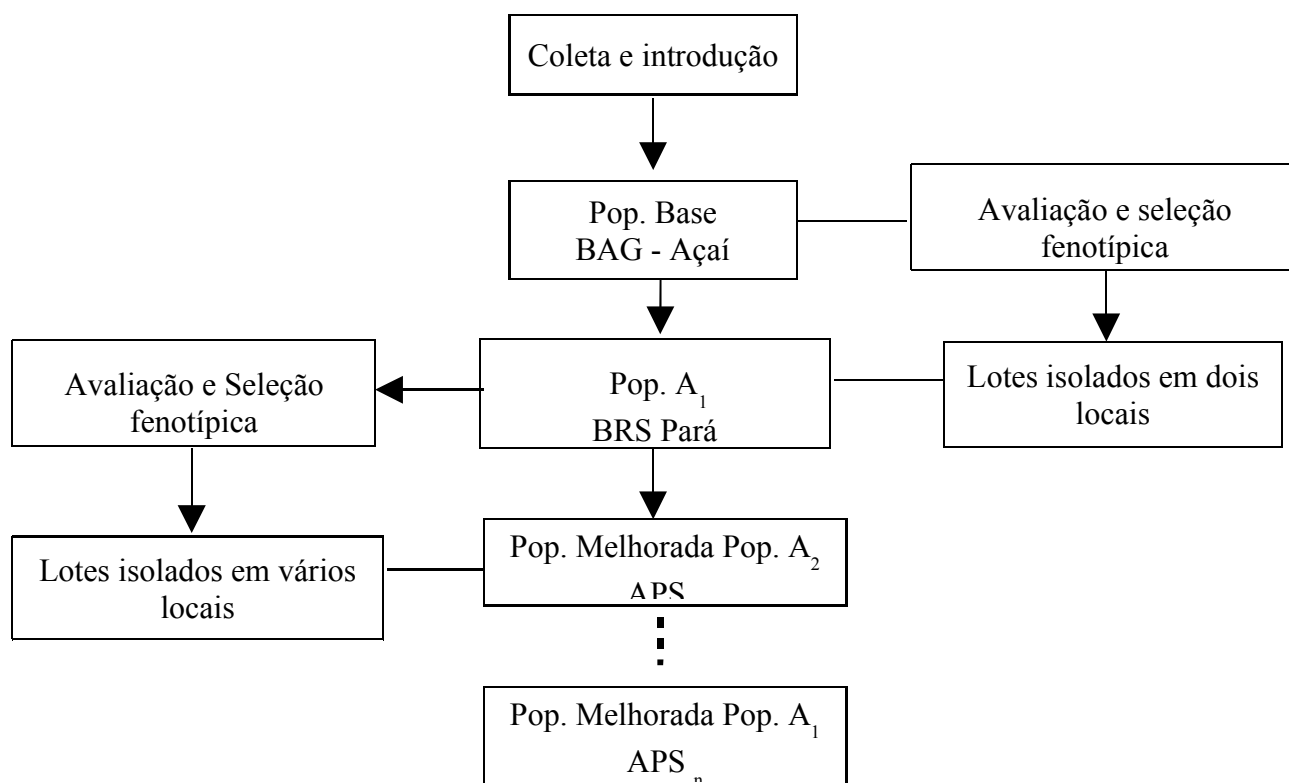 Coleta e introdução
Pop. Base
BAG - Açaí
Avaliação e seleção
fenotípica
Avaliação e Seleção
fenotípica
Pop. A₁
BRS Pará
Lotes isolados em dois
locais
Lotes isolados em vários
locais
Pop. Melhorada Pop. A₂
APS
Pop. Melhorada Pop. A₁
APS ₙ